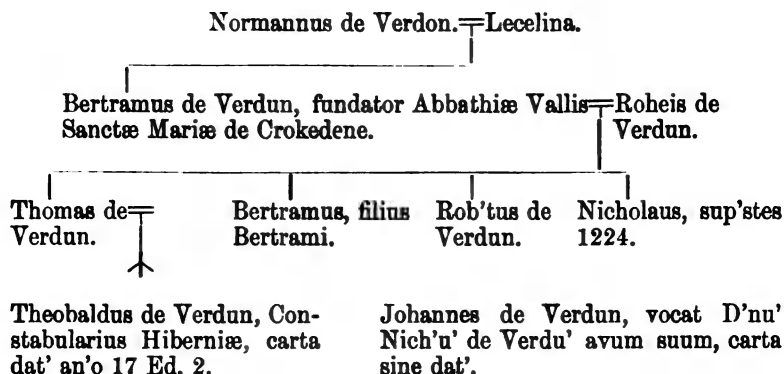 Normannus de Verdon.╤Lecelina.
Bertramus de Verdun, fundator Abbathiæ Vallis╤Roheis de
Sanctæ Mariæ de Crokedene. Verdun.
Thomas de╤ Bertramus, filius Rob'tus de Nicholaus, sup'stes
Verdun. Bertrami. Verdun. 1224.
Theobaldus de Verdun, Con- Johannes de Verdun, vocat D'nu'
stabularius Hiberniæ, carta Nich'u' de Verdu' avum suum, carta
dat' an'o 17 Ed. 2. sine dat'.